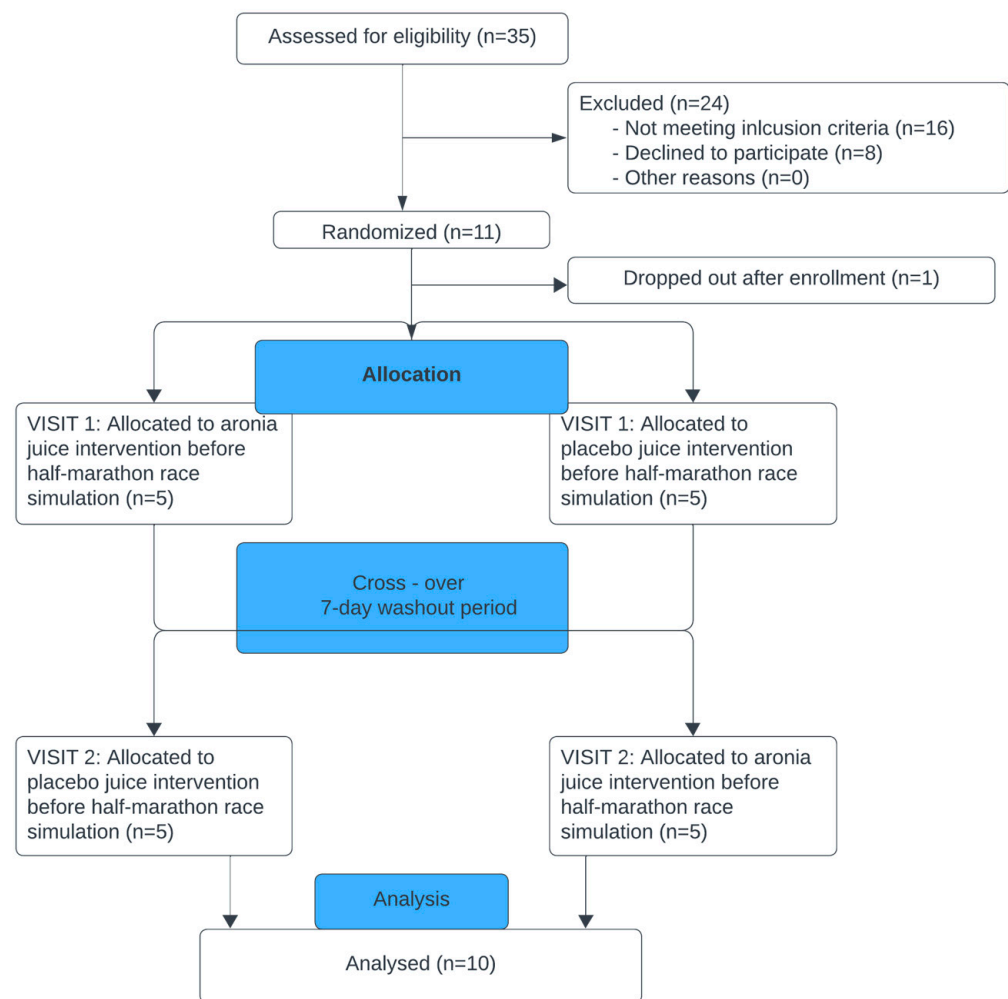 Assessed for eligibility (n=35)
Excluded (n=24)
- Not meeting inlcusion criteria (n=16)
- Declined to participate (n=8)
- Other reasons (n=0)
Randomized (n=11)
Dropped out after enrollment (n=1)
Allocation
VISIT 1: Allocated to aronia
juice intervention before
half-marathon race
simulation (n=5)
VISIT 1: Allocated to
placebo juice intervention
before half-marathon race
simulation (n=5)
Cross - over
7-day washout period
VISIT 2: Allocated to
placebo juice intervention
before half-marathon race
simulation (n=5)
VISIT 2: Allocated to aronia
juice intervention before
half-marathon race
simulation (n=5)
Analysis
Analysed (n=10)